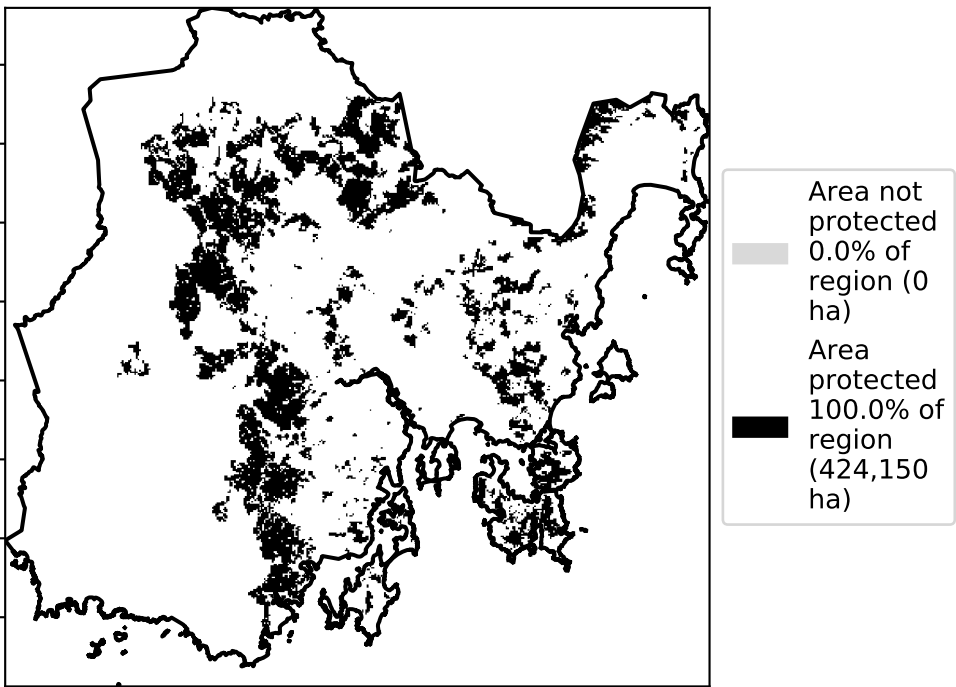 Area not
protected
0.0% of
region (0
ha)
Area
protected
100.0% of
region
(424,150
ha)